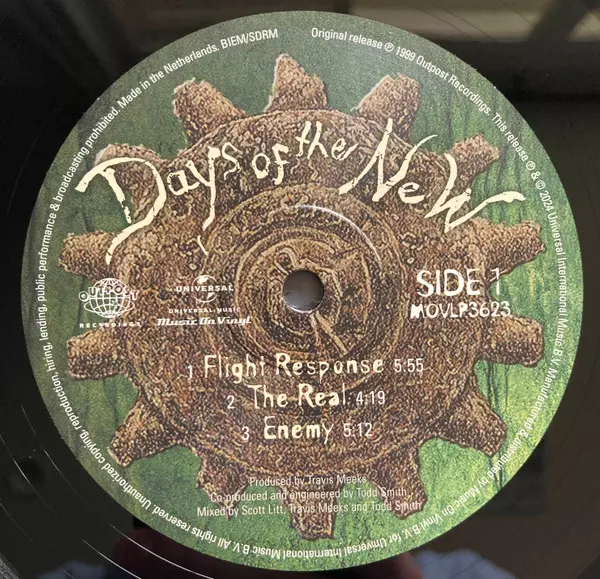 Days of the New
SIDE 1
MOVLP3623
OUTPOST
RECORDINGS
UNIVERSAL
UNIVERSAL MUSIC
Music On Vinyl
1 Flight Response 5:55
2 The Real 4:19
3 Enemy 5:12
Produced by Travis Meeks
Co-produced and engineered by Todd Smith
Mixed by Scott Litt, Travis Meeks and Todd Smith
Original release ℗ 1999 Outpost Recordings. This release ℗ & © 2024 Universal International Music B.V. Manufactured & distributed by Music On Vinyl B.V. for Universal International Music B.V. All rights reserved. Unauthorized copying, reproduction, hiring, lending, public performance & broadcasting prohibited. Made in the Netherlands. BIEM/SDRM